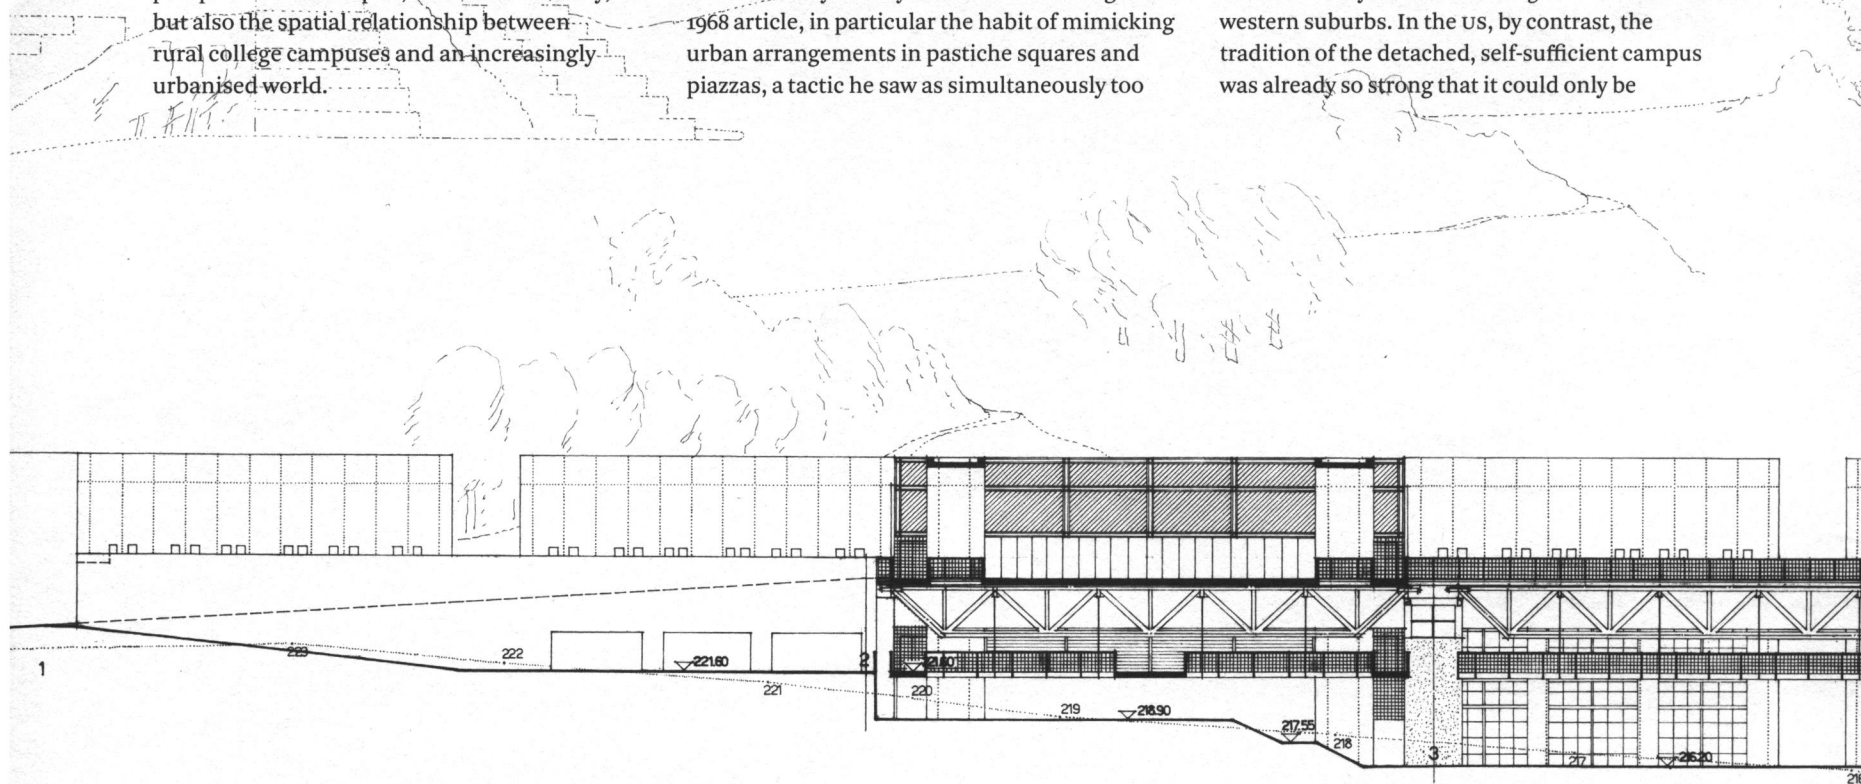 but also the spatial relationship between
rural college campuses and an increasingly
urbanised world.
1968 article, in particular the habit of mimicking
urban arrangements in pastiche squares and
piazzas, a tactic he saw as simultaneously too
western suburbs. In the US, by contrast, the
tradition of the detached, self-sufficient campus
was already so strong that it could only be
1
223
222
221.60
221
2
220
219
218.90
217.55
218
3
217
216.20